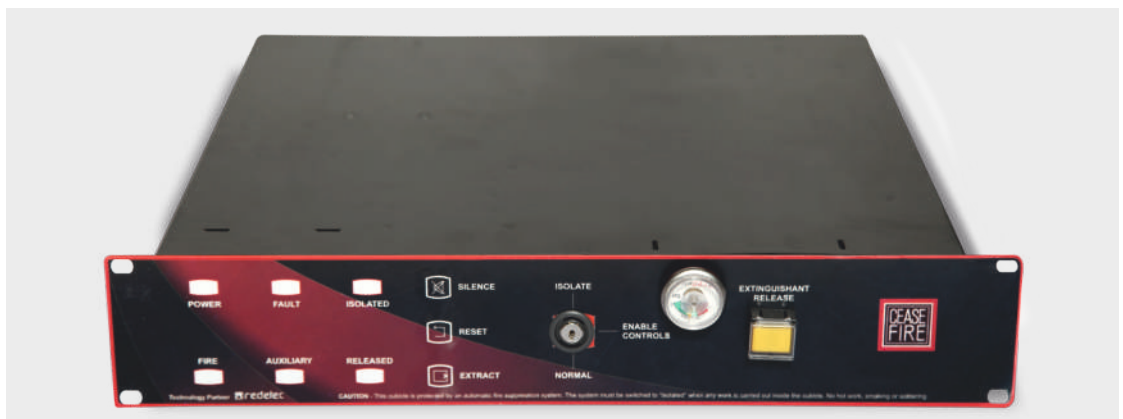 POWER
FAULT
ISOLATED
SILENCE
ISOLATE
EXTINGUISHANT
RELEASE
RESET
ENABLE
CONTROLS
CEASE
FIRE
FIRE
AUXILIARY
RELEASED
EXTRACT
NORMAL
Technology Partner redelec
CAUTION - This cubicle is protected by an automatic fire suppression system. The system must be switched to "Isolated" when any work is carried out inside the cubicle. No hot work, smoking or soldering.